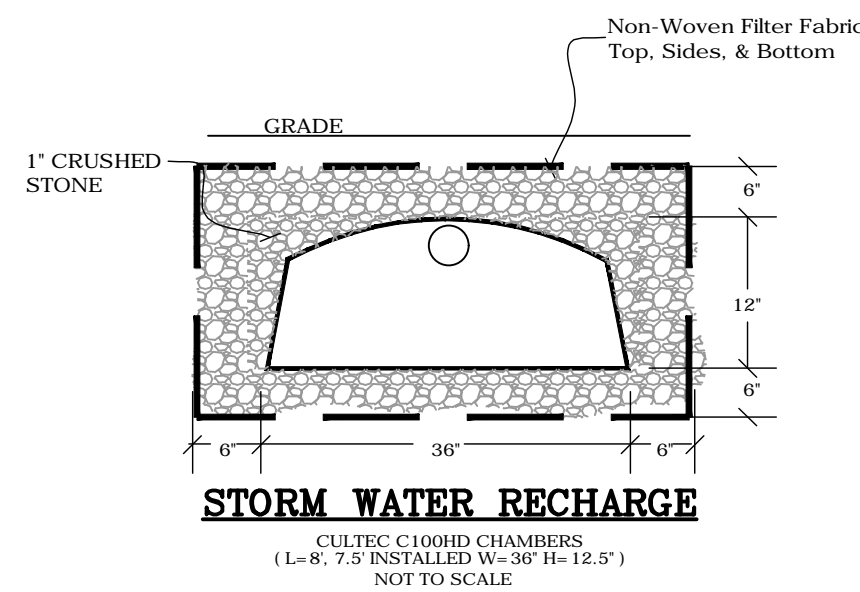 Non-Woven Filter Fabric
Top, Sides, & Bottom
GRADE
1" CRUSHED
STONE
6"
12"
6"
6"
36"
6"
STORM WATER RECHARGE
CULTEC C100HD CHAMBERS
( L=8', 7.5' INSTALLED W=36" H=12.5" )
NOT TO SCALE